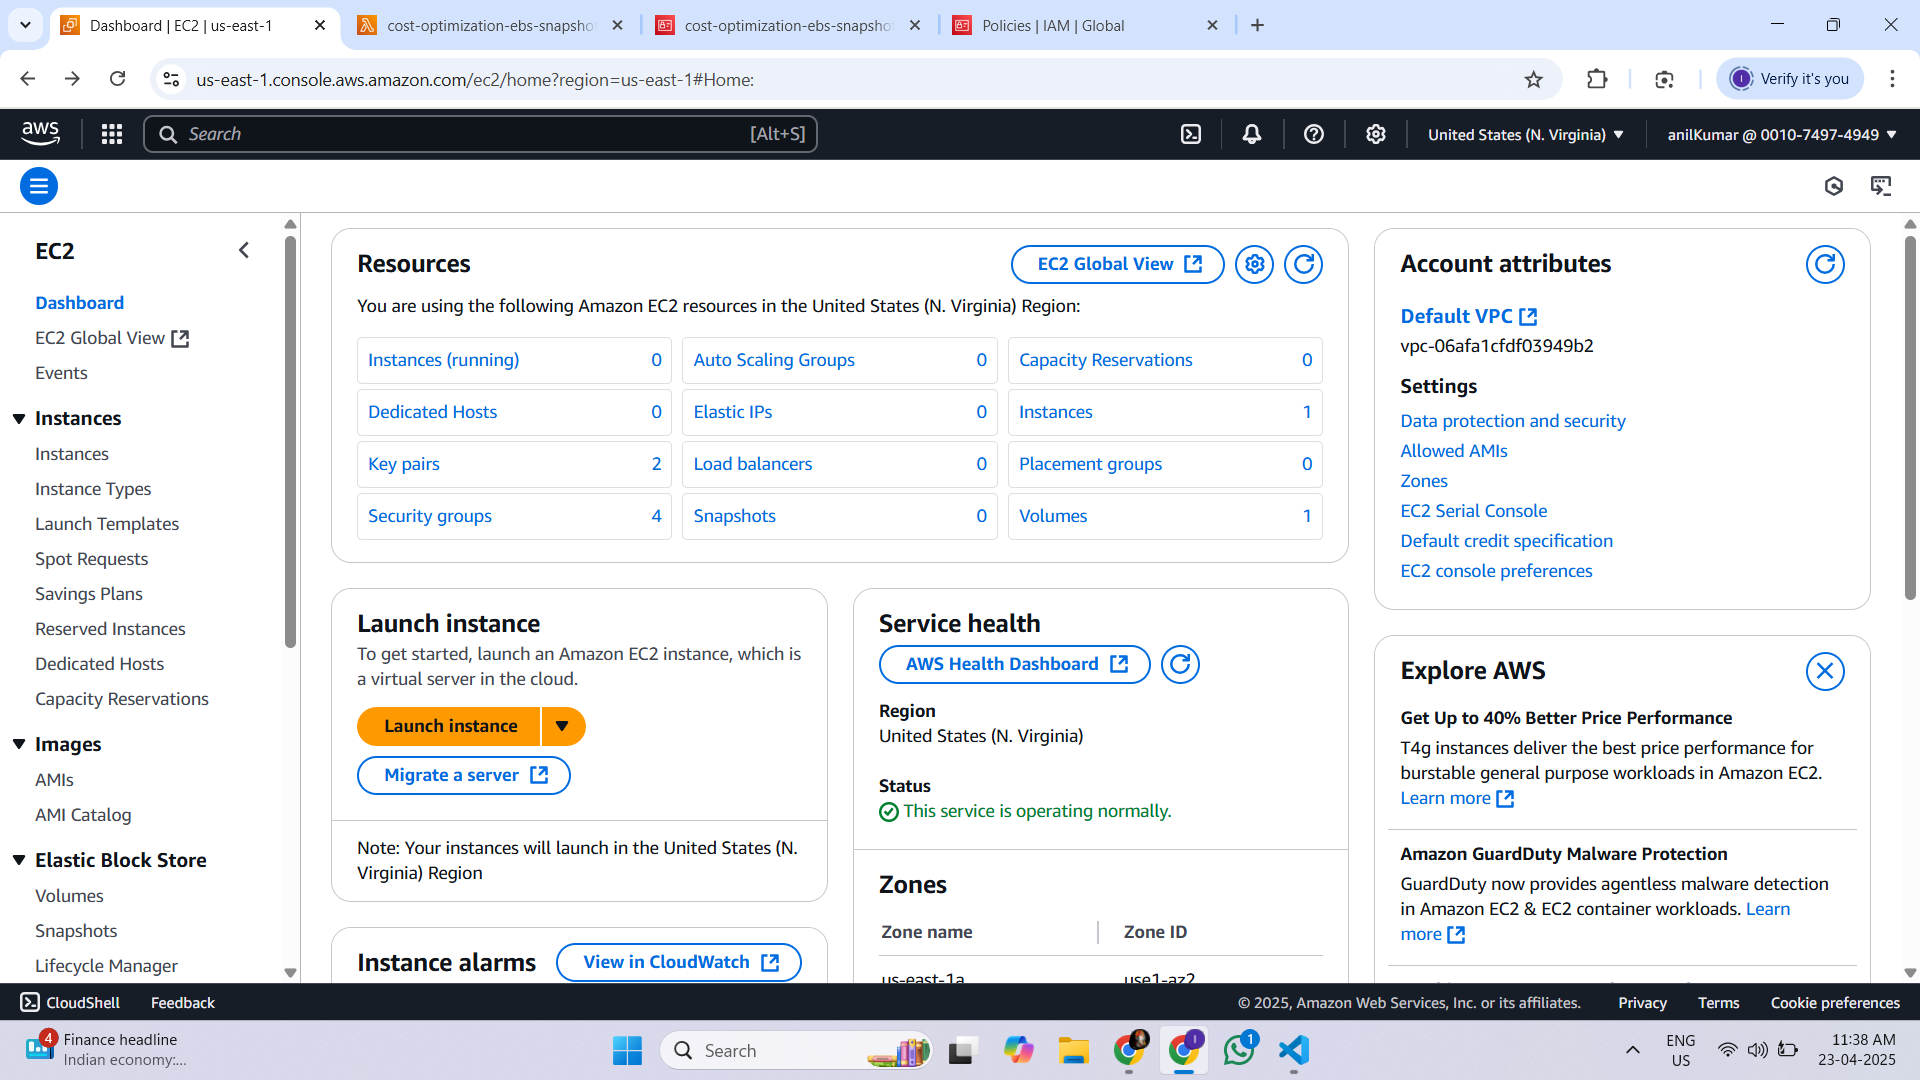 Dashboard | EC2 | us-east-1
cost-optimization-ebs-snapsho
cost-optimization-ebs-snapsho
Policies | IAM | Global
us-east-1.console.aws.amazon.com/ec2/home?region=us-east-1#Home:
Verify it's you
aws
Search
[Alt+S]
United States (N. Virginia)
anilKumar @ 0010-7497-4949
EC2
Dashboard
EC2 Global View
Events
Instances
Instances
Instance Types
Launch Templates
Spot Requests
Savings Plans
Reserved Instances
Dedicated Hosts
Capacity Reservations
Images
AMIs
AMI Catalog
Elastic Block Store
Volumes
Snapshots
Lifecycle Manager
Resources
EC2 Global View
You are using the following Amazon EC2 resources in the United States (N. Virginia) Region:
Instances (running) 0
Auto Scaling Groups 0
Capacity Reservations 0
Dedicated Hosts 0
Elastic IPs 0
Instances 1
Key pairs 2
Load balancers 0
Placement groups 0
Security groups 4
Snapshots 0
Volumes 1
Launch instance
To get started, launch an Amazon EC2 instance, which is
a virtual server in the cloud.
Launch instance
Migrate a server
Note: Your instances will launch in the United States (N.
Virginia) Region
Instance alarms
View in CloudWatch
Service health
AWS Health Dashboard
Region
United States (N. Virginia)
Status
This service is operating normally.
Zones
Zone name
Zone ID
us-east-1a
use1-az2
Account attributes
Default VPC
vpc-06afa1cfdf03949b2
Settings
Data protection and security
Allowed AMIs
Zones
EC2 Serial Console
Default credit specification
EC2 console preferences
Explore AWS
Get Up to 40% Better Price Performance
T4g instances deliver the best price performance for
burstable general purpose workloads in Amazon EC2.
Learn more
Amazon GuardDuty Malware Protection
GuardDuty now provides agentless malware detection
in Amazon EC2 & EC2 container workloads. Learn
more
CloudShell
Feedback
© 2025, Amazon Web Services, Inc. or its affiliates.
Privacy
Terms
Cookie preferences
4
Finance headline
Indian economy:...
Search
I
1
ENG
US
11:38 AM
23-04-2025